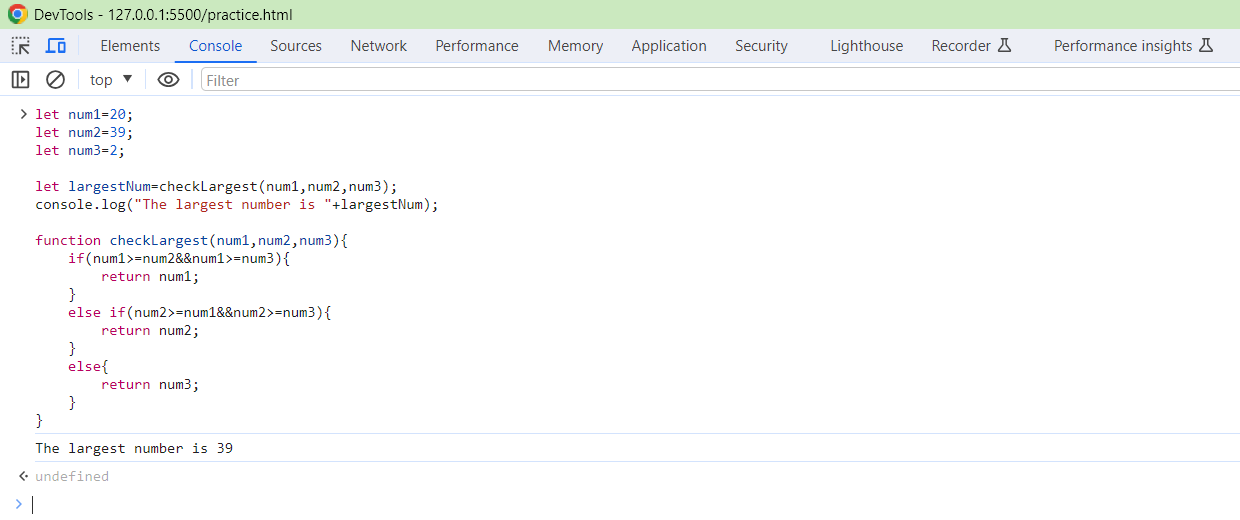 DevTools - 127.0.0.1:5500/practice.html
Elements Console Sources Network Performance Memory Application Security Lighthouse Recorder Performance insights
top Filter
let num1=20;
let num2=39;
let num3=2;
let largestNum=checkLargest(num1,num2,num3);
console.log("The largest number is "+largestNum);
function checkLargest(num1,num2,num3){
    if(num1>=num2&&num1>=num3){
        return num1;
    }
    else if(num2>=num1&&num2>=num3){
        return num2;
    }
    else{
        return num3;
    }
}
The largest number is 39
undefined